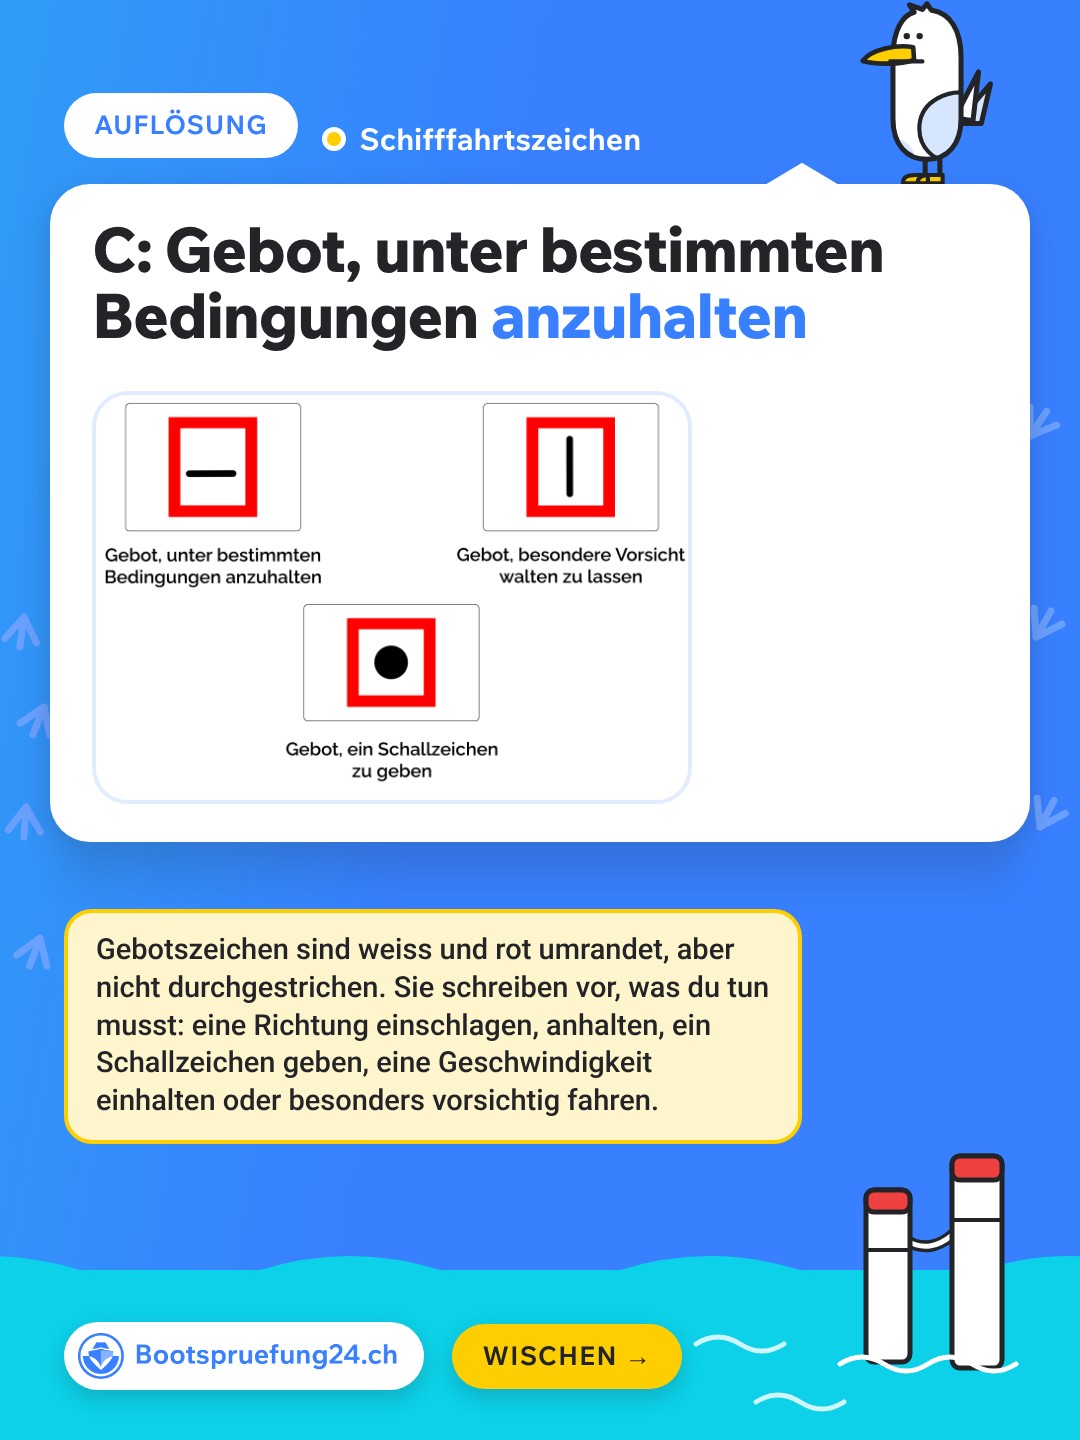 AUFLÖSUNG
Schifffahrtszeichen
C: Gebot, unter bestimmten
Bedingungen anzuhalten
Gebot, unter bestimmten
Bedingungen anzuhalten
Gebot, besondere Vorsicht
walten zu lassen
Gebot, ein Schallzeichen
zu geben
Gebotszeichen sind weiss und rot umrandet, aber
nicht durchgestrichen. Sie schreiben vor, was du tun
musst: eine Richtung einschlagen, anhalten, ein
Schallzeichen geben, eine Geschwindigkeit
einhalten oder besonders vorsichtig fahren.
Bootspruefung24.ch
WISCHEN →